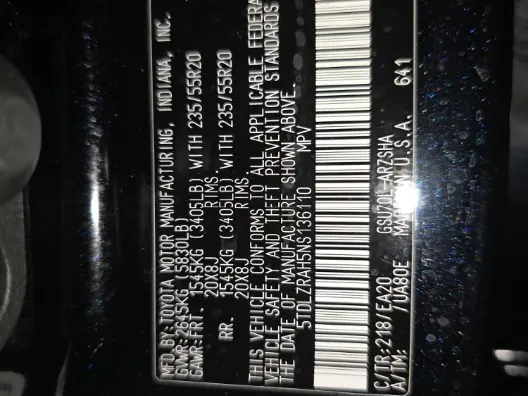 MFD.BY:TOYOTA MOTOR MANUFACTURING, INDIANA, INC.
GVWR:2645KG (5830LB)
GAWR:FRT. 1545KG (3405LB) WITH 235/55R20
20X8J RIMS.
RR. 1545KG (3405LB) WITH 235/55R20
20X8J RIMS.
THIS VEHICLE CONFORMS TO ALL APPLICABLE FEDERA
VEHICLE SAFETY AND THEFT PREVENTION STANDARDS
THE DATE OF MANUFACTURE SHOWN ABOVE.
5TDLZRAH5NS136110 MPV
C/TR:218/EA20 GSU70L-ARZSHA
A/TM: /UA80E MADE IN U.S.A. 641